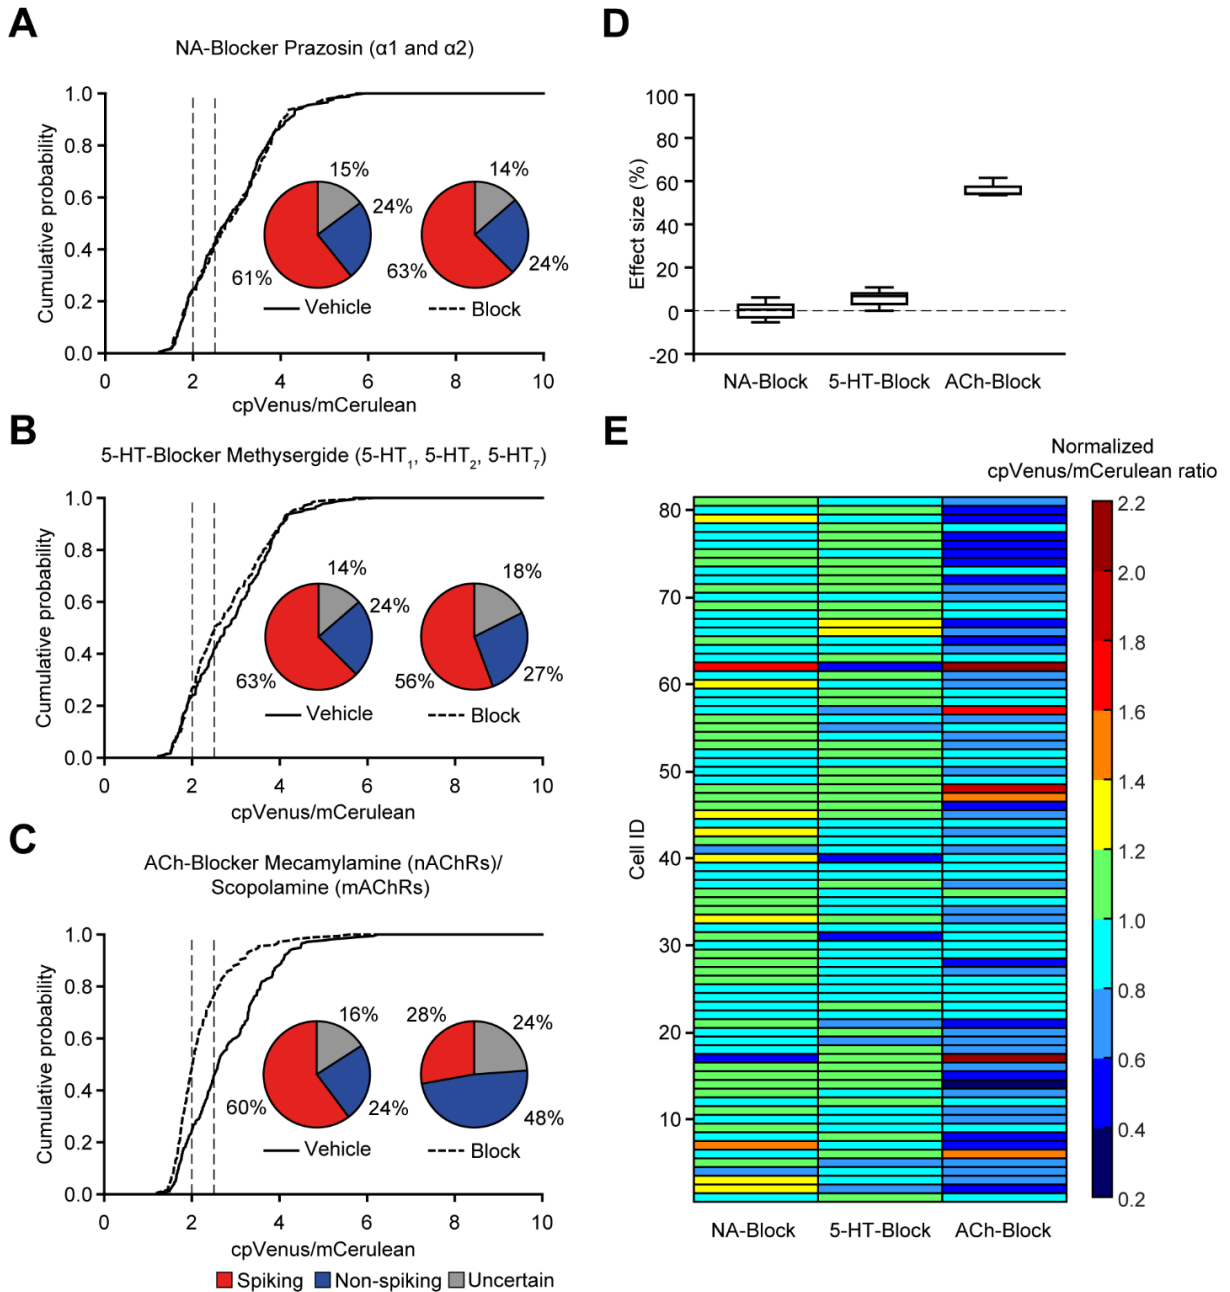 A
NA-Blocker Prazosin (α1 and α2)
Cumulative probability
1.0
0.8
0.6
0.4
0.2
0.0
0
2
4
6
8
10
cpVenus/mCerulean
15%
24%
61%
Vehicle
14%
24%
63%
Block
B
5-HT-Blocker Methysergide (5-HT₁, 5-HT₂, 5-HT₇)
Cumulative probability
1.0
0.8
0.6
0.4
0.2
0.0
0
2
4
6
8
10
cpVenus/mCerulean
14%
24%
63%
Vehicle
18%
27%
56%
Block
C
ACh-Blocker Mecamylamine (nAChRs)/
Scopolamine (mAChRs)
Cumulative probability
1.0
0.8
0.6
0.4
0.2
0.0
0
2
4
6
8
10
cpVenus/mCerulean
16%
24%
60%
Vehicle
28%
24%
48%
Block
Spiking Non-spiking Uncertain
D
Effect size (%)
100
80
60
40
20
0
-20
NA-Block 5-HT-Block ACh-Block
E
Normalized
cpVenus/mCerulean ratio
Cell ID
80
70
60
50
40
30
20
10
NA-Block 5-HT-Block ACh-Block
2.2
2.0
1.8
1.6
1.4
1.2
1.0
0.8
0.6
0.4
0.2